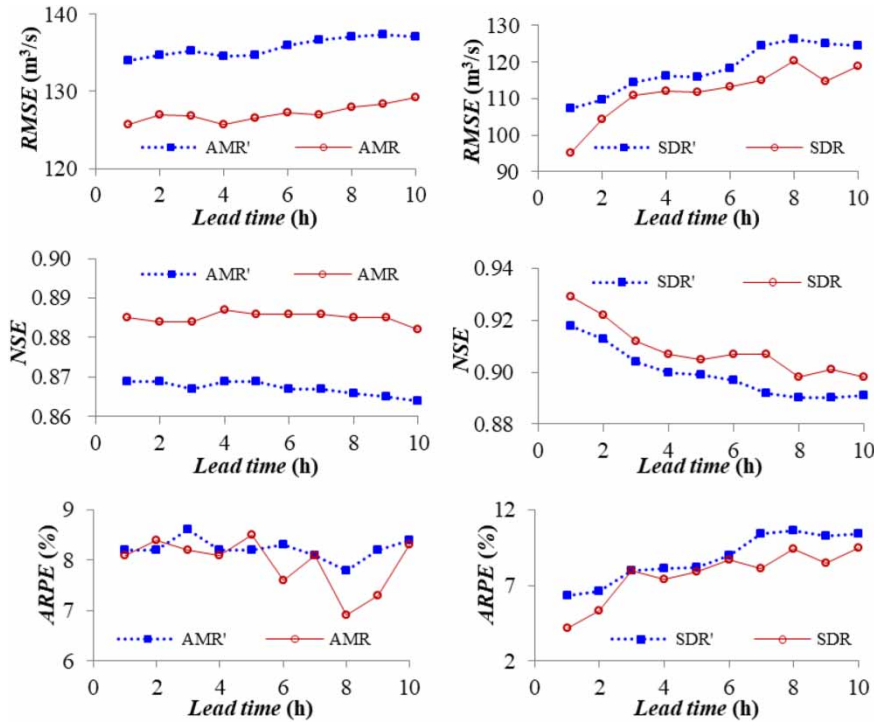 140
130
120
RMSE (m³/s)
AMR' AMR
0 2 4 6 8 10
Lead time (h)
130
120
110
100
90
RMSE (m³/s)
SDR' SDR
0 2 4 6 8 10
Lead time (h)
0.90
0.89
0.88
0.87
0.86
NSE
AMR' AMR
0 2 4 6 8 10
Lead time (h)
0.94
0.92
0.90
0.88
NSE
SDR' SDR
0 2 4 6 8 10
Lead time (h)
9
8
7
6
ARPE (%)
AMR' AMR
0 2 4 6 8 10
Lead time (h)
12
7
2
ARPE (%)
SDR' SDR
0 2 4 6 8 10
Lead time (h)